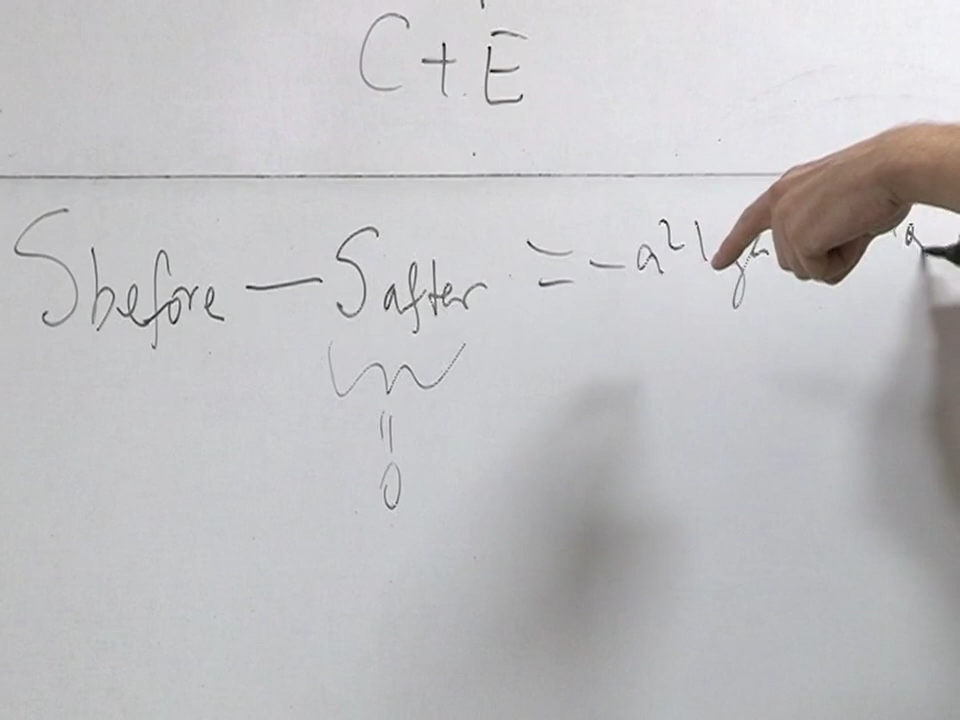 C + E
Sbefore — Safter = - a² l g a
=
0